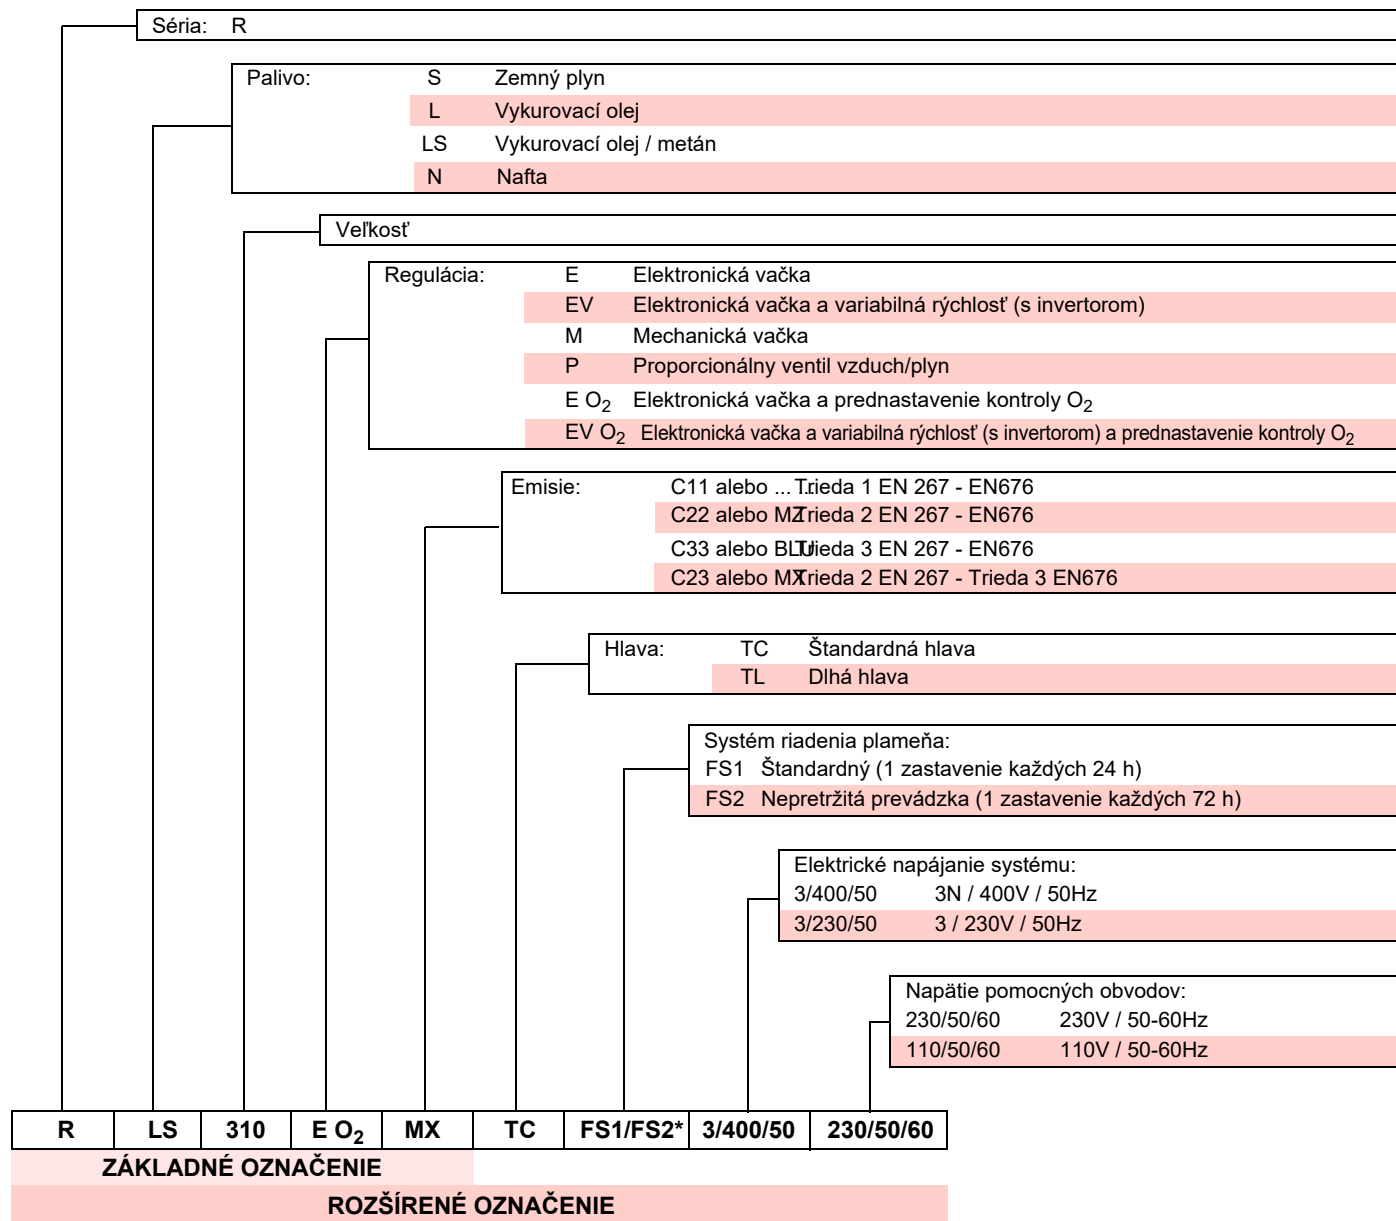 Séria: R
Palivo: S Zemný plyn
L Vykurovací olej
LS Vykurovací olej / metán
N Nafta
Veľkosť
Regulácia: E Elektronická vačka
EV Elektronická vačka a variabilná rýchlosť (s invertorom)
M Mechanická vačka
P Proporcionálny ventil vzduch/plyn
E O2 Elektronická vačka a prednastavenie kontroly O2
EV O2 Elektronická vačka a variabilná rýchlosť (s invertorom) a prednastavenie kontroly O2
Emisie: C11 alebo ... Trieda 1 EN 267 - EN676
C22 alebo MZ Trieda 2 EN 267 - EN676
C33 alebo BLU Trieda 3 EN 267 - EN676
C23 alebo MX Trieda 2 EN 267 - Trieda 3 EN676
Hlava: TC Štandardná hlava
TL Dlhá hlava
Systém riadenia plameňa:
FS1 Štandardný (1 zastavenie každých 24 h)
FS2 Nepretržitá prevádzka (1 zastavenie každých 72 h)
Elektrické napájanie systému:
3/400/50 3N / 400V / 50Hz
3/230/50 3 / 230V / 50Hz
Napätie pomocných obvodov:
230/50/60 230V / 50-60Hz
110/50/60 110V / 50-60Hz
R LS 310 E O2 MX TC FS1/FS2* 3/400/50 230/50/60
ZÁKLADNÉ OZNAČENIE
ROZŠÍRENÉ OZNAČENIE